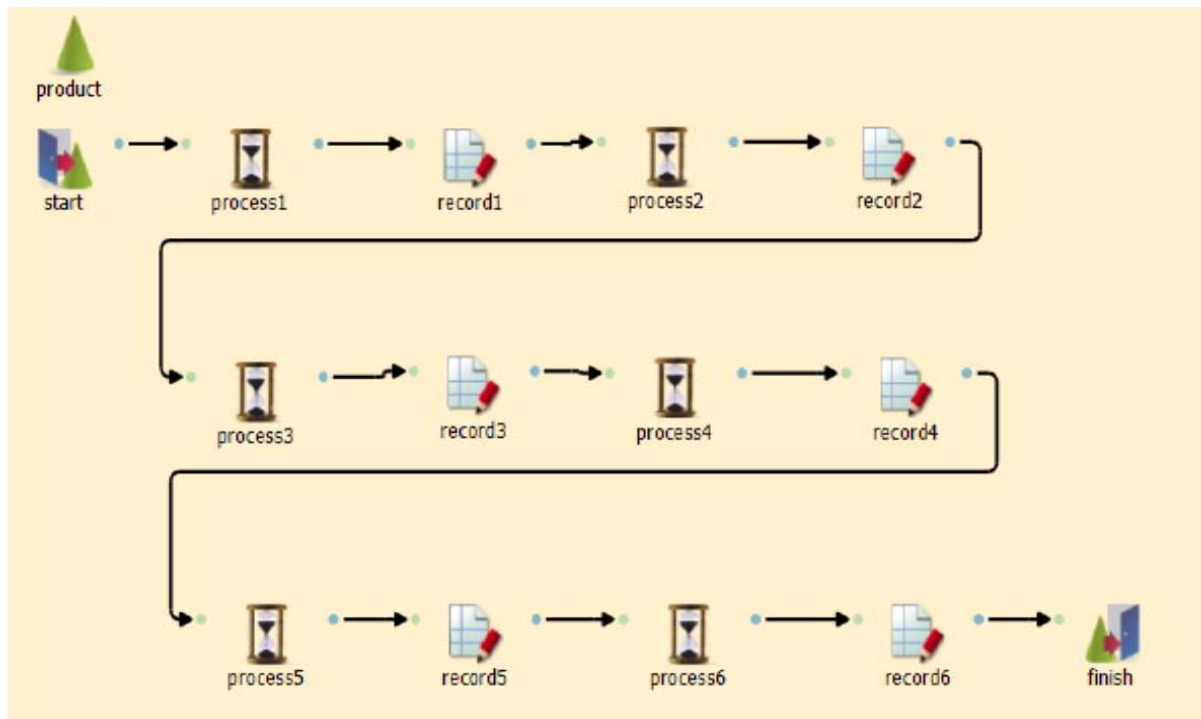 product
start
process1
record1
process2
record2
process3
record3
process4
record4
process5
record5
process6
record6
finish